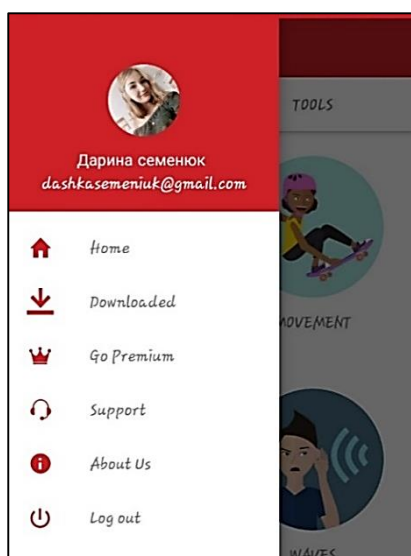 TOOLS
Дарина семенюк
dashkasemeniuk@gmail.com
Home
Downloaded
MOVEMENT
Go Premium
Support
About Us
Log out
WAVES